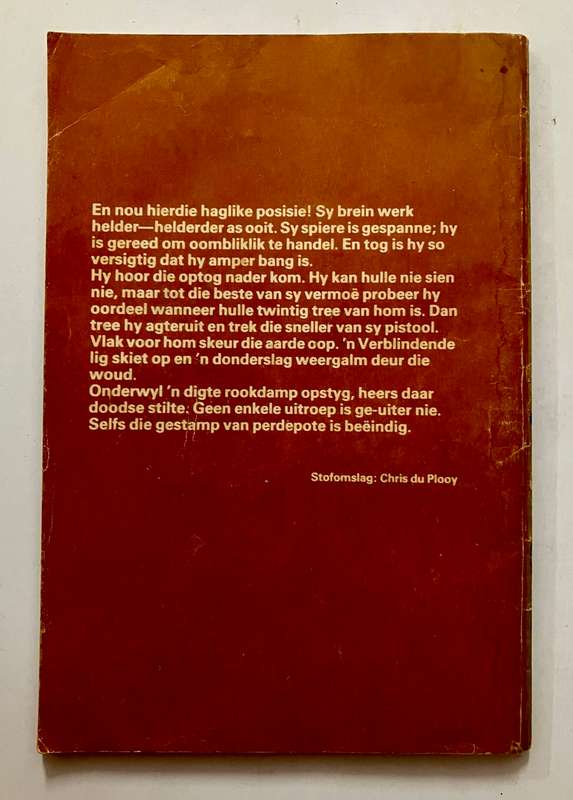 En nou hierdie haglike posisie! Sy brein werk
helder—helderder as ooit. Sy spiere is gespanne; hy
is gereed om oombliklik te handel. En tog is hy so
versigtig dat hy amper bang is.
Hy hoor die optog nader kom. Hy kan hulle nie sien
nie, maar tot die beste van sy vermoë probeer hy
oordeel wanneer hulle twintig tree van hom is. Dan
tree hy agteruit en trek die sneller van sy pistool.
Vlak voor hom skeur die aarde oop. 'n Verblindende
lig skiet op en 'n donderslag weergalm deur die
woud.
Onderwyl 'n digte rookdamp opstyg, heers daar
doodse stilte. Geen enkele uitroep is ge-uiter nie.
Selfs die gestamp van perdepote is beëindig.
Stofomslag: Chris du Plooy